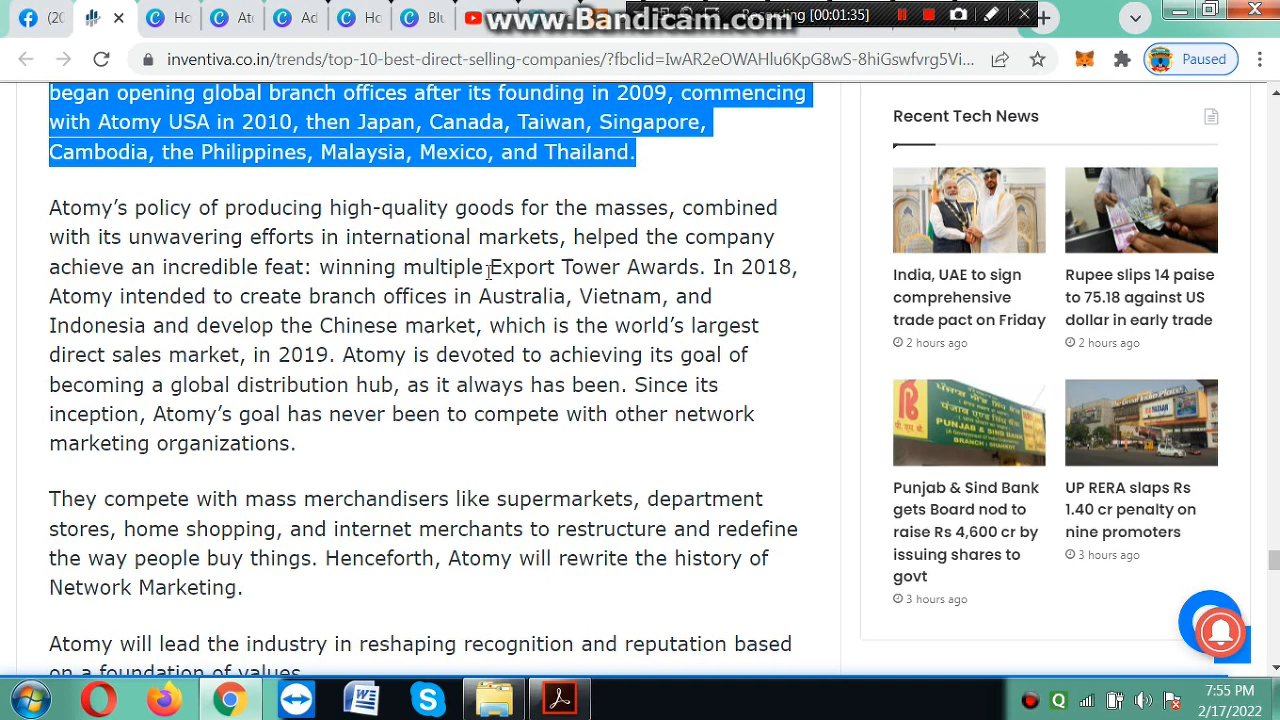 (20
Ho
Ato
Ad
Ho
Blu
www.Bandicam.com
Recording [00:01:35]
inventiva.co.in/trends/top-10-best-direct-selling-companies/?fbclid=IwAR2eOWAHlu6KpG8wS-8hiGswfvrg5Vi...
Paused
began opening global branch offices after its founding in 2009, commencing
with Atomy USA in 2010, then Japan, Canada, Taiwan, Singapore,
Cambodia, the Philippines, Malaysia, Mexico, and Thailand.
Atomy’s policy of producing high-quality goods for the masses, combined
with its unwavering efforts in international markets, helped the company
achieve an incredible feat: winning multiple Export Tower Awards. In 2018,
Atomy intended to create branch offices in Australia, Vietnam, and
Indonesia and develop the Chinese market, which is the world’s largest
direct sales market, in 2019. Atomy is devoted to achieving its goal of
becoming a global distribution hub, as it always has been. Since its
inception, Atomy’s goal has never been to compete with other network
marketing organizations.
They compete with mass merchandisers like supermarkets, department
stores, home shopping, and internet merchants to restructure and redefine
the way people buy things. Henceforth, Atomy will rewrite the history of
Network Marketing.
Atomy will lead the industry in reshaping recognition and reputation based
on a foundation of values.
Recent Tech News
India, UAE to sign
comprehensive
trade pact on Friday
2 hours ago
Rupee slips 14 paise
to 75.18 against US
dollar in early trade
2 hours ago
PUNJAB & SIND BANK
Punjab & Sind Bank
gets Board nod to
raise Rs 4,600 cr by
issuing shares to
govt
3 hours ago
UP RERA slaps Rs
1.40 cr penalty on
nine promoters
3 hours ago
7:55 PM
2/17/2022